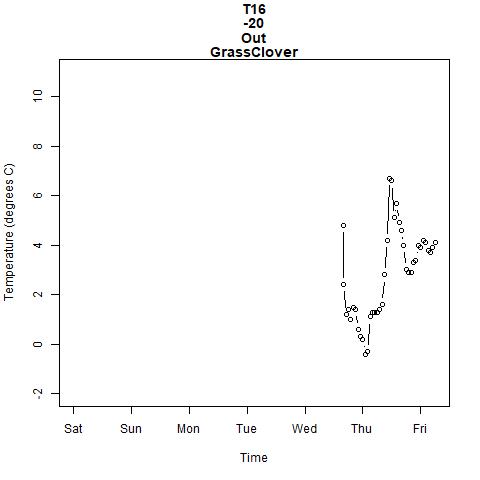 T16
-20
Out
GrassClover
Temperature (degrees C)
10
8
6
4
2
0
-2
Sat Sun Mon Tue Wed Thu Fri
Time